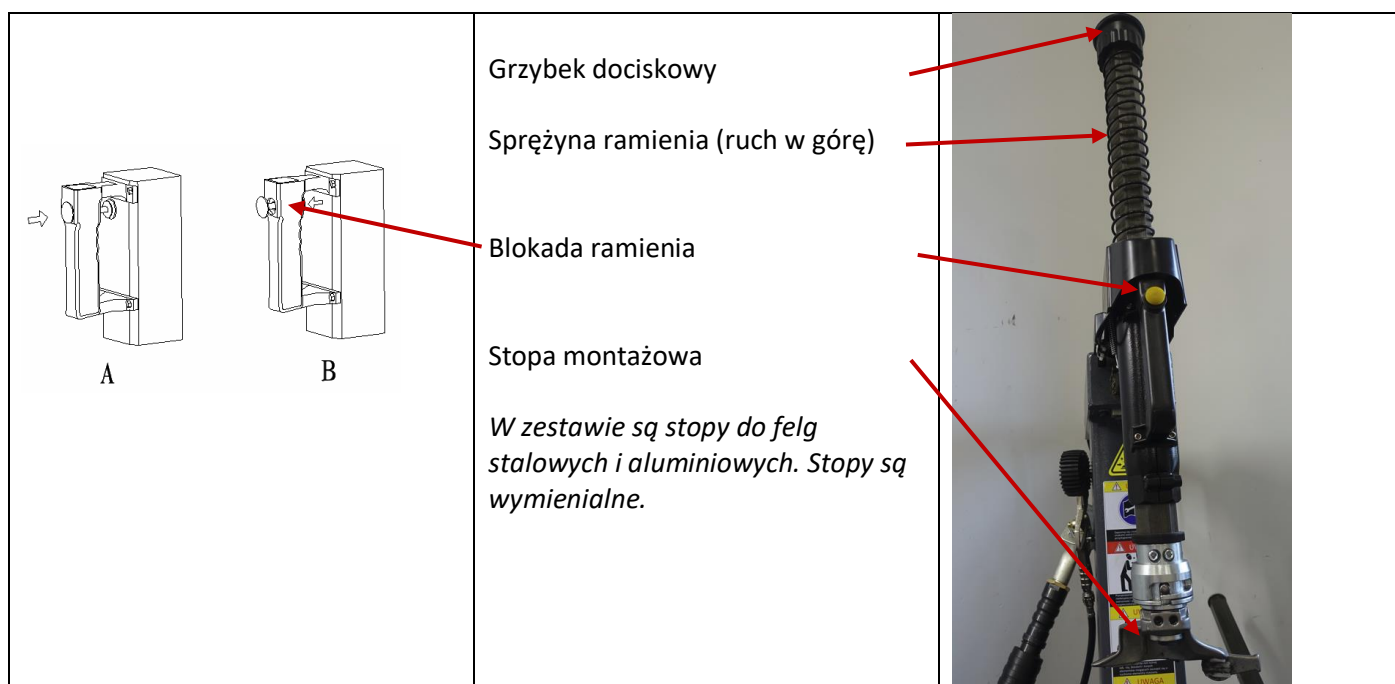 Grzybek dociskowy
Sprężyna ramienia (ruch w górę)
Blokada ramienia
A
B
Stopa montażowa
W zestawie są stopy do felg
stalowych i aluminiowych. Stopy są
wymienialne.
UWAGA